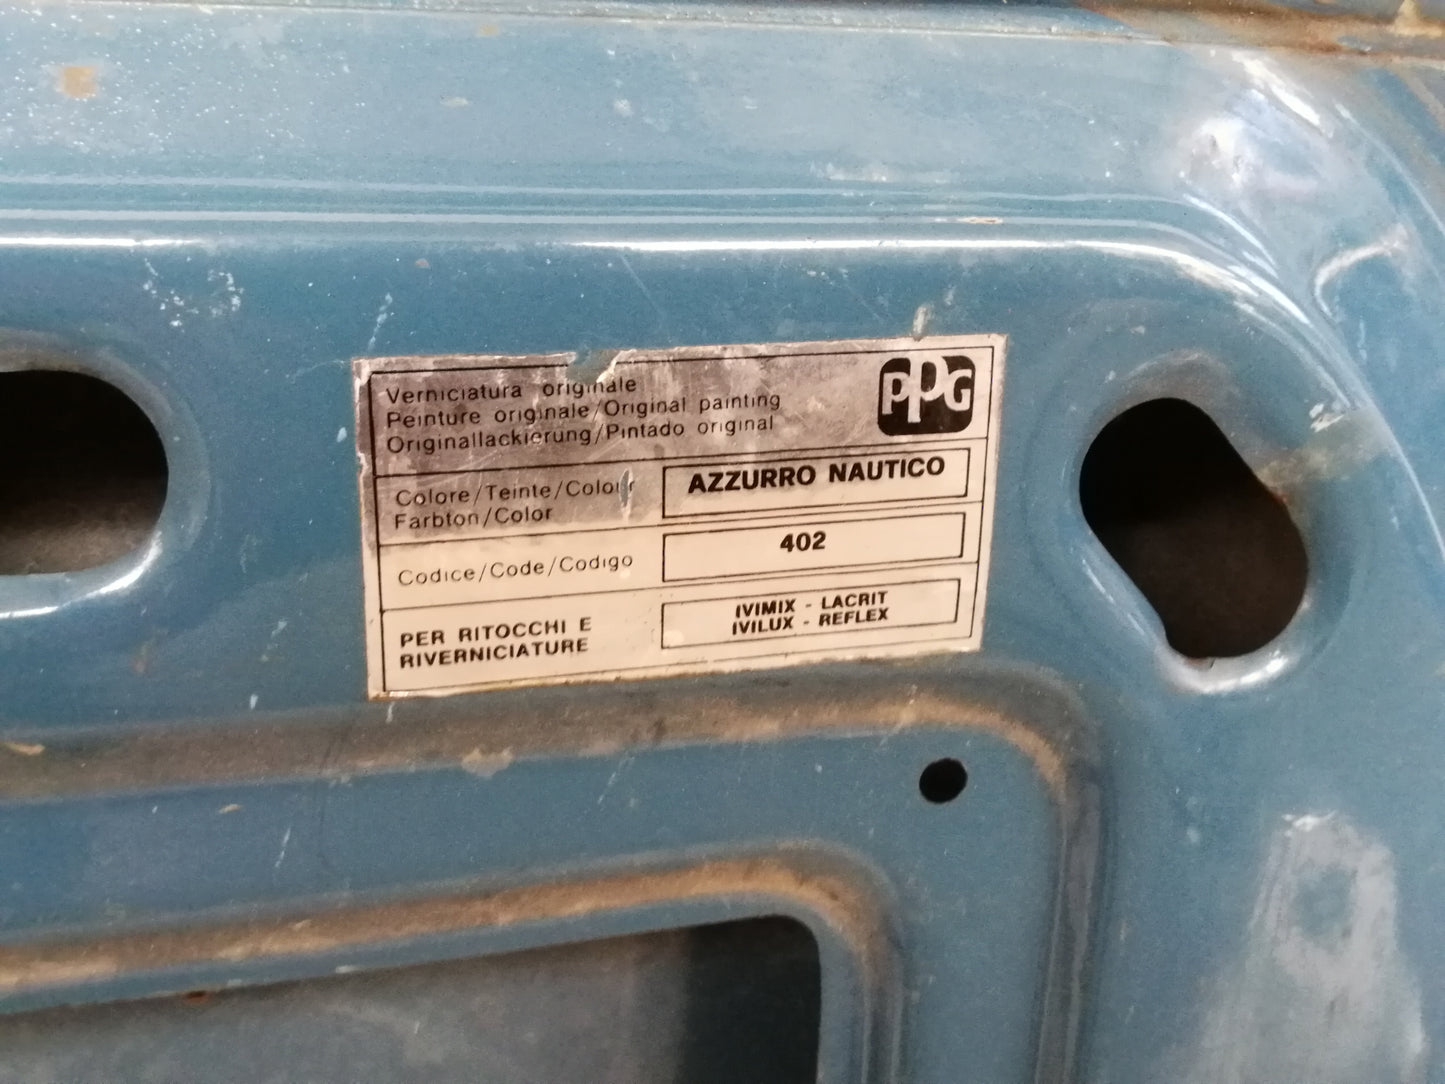 Verniciatura originale
Peinture originale/Original painting
Originallackierung/Pintado original
PPG
Colore/Teinte/Colour
Farbton/Color
AZZURRO NAUTICO
Codice/Code/Codigo
402
PER RITOCCHI E
RIVERNICIATURE
IVIMIX - LACRIT
IVILUX - REFLEX